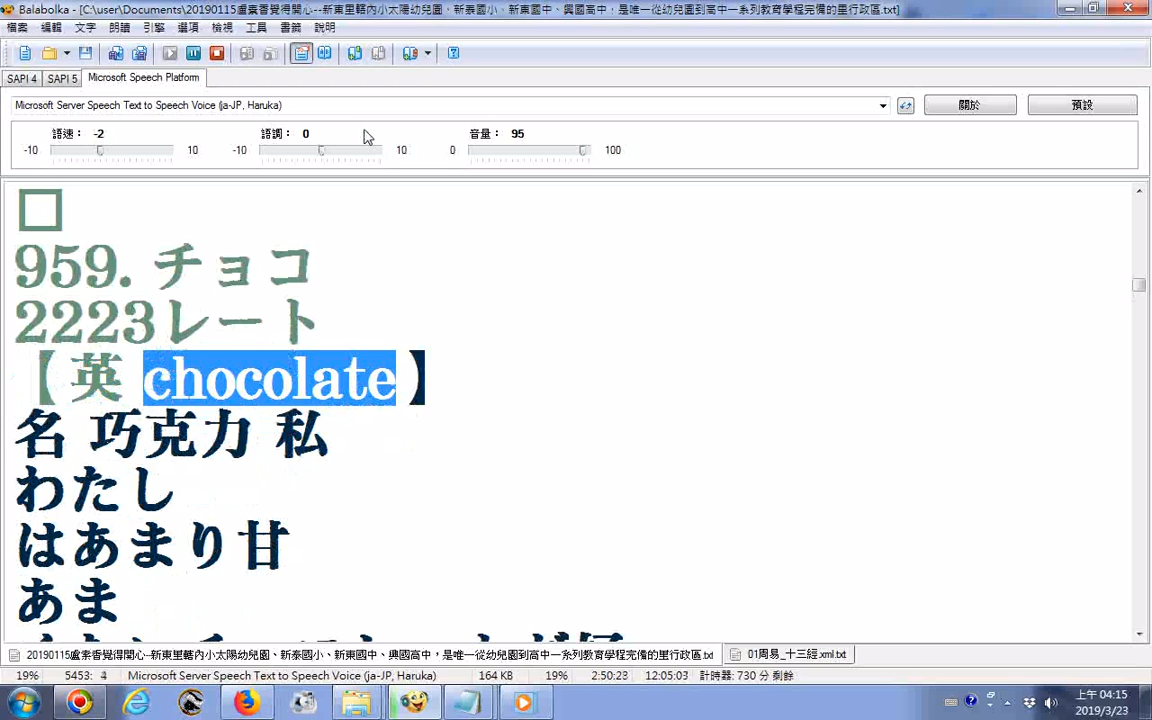 Balabolka - [C:\user\Documents\20190115盧素香覺得開心--新東里轄內小太陽幼兒園、新泰國小、新東國中、興國高中，是唯一從幼兒園到高中一系列教育學程完備的里行政區.txt]
檔案 編輯 文字 朗讀 引擎 選項 檢視 工具 書籤 說明
SAPI 4 SAPI 5 Microsoft Speech Platform
Microsoft Server Speech Text to Speech Voice (ja-JP, Haruka) 關於 預設
語速： -2 語調： 0 音量： 95
-10 10 -10 10 0 100
□
959. チョコ
2223レート
【 英 chocolate 】
名 巧克力 私
わたし
はあまり甘
あま
20190115盧素香覺得開心--新東里轄內小太陽幼兒園、新泰國小、新東國中、興國高中，是唯一從幼兒園到高中一系列教育學程完備的里行政區.txt 01周易_十三經.xml.txt
19% 5453: 4 Microsoft Server Speech Text to Speech Voice (ja-JP, Haruka) 164 KB 19% 2:50:23 12:05:03 計時器: 730 分 剩餘
上午 04:15
2019/3/23